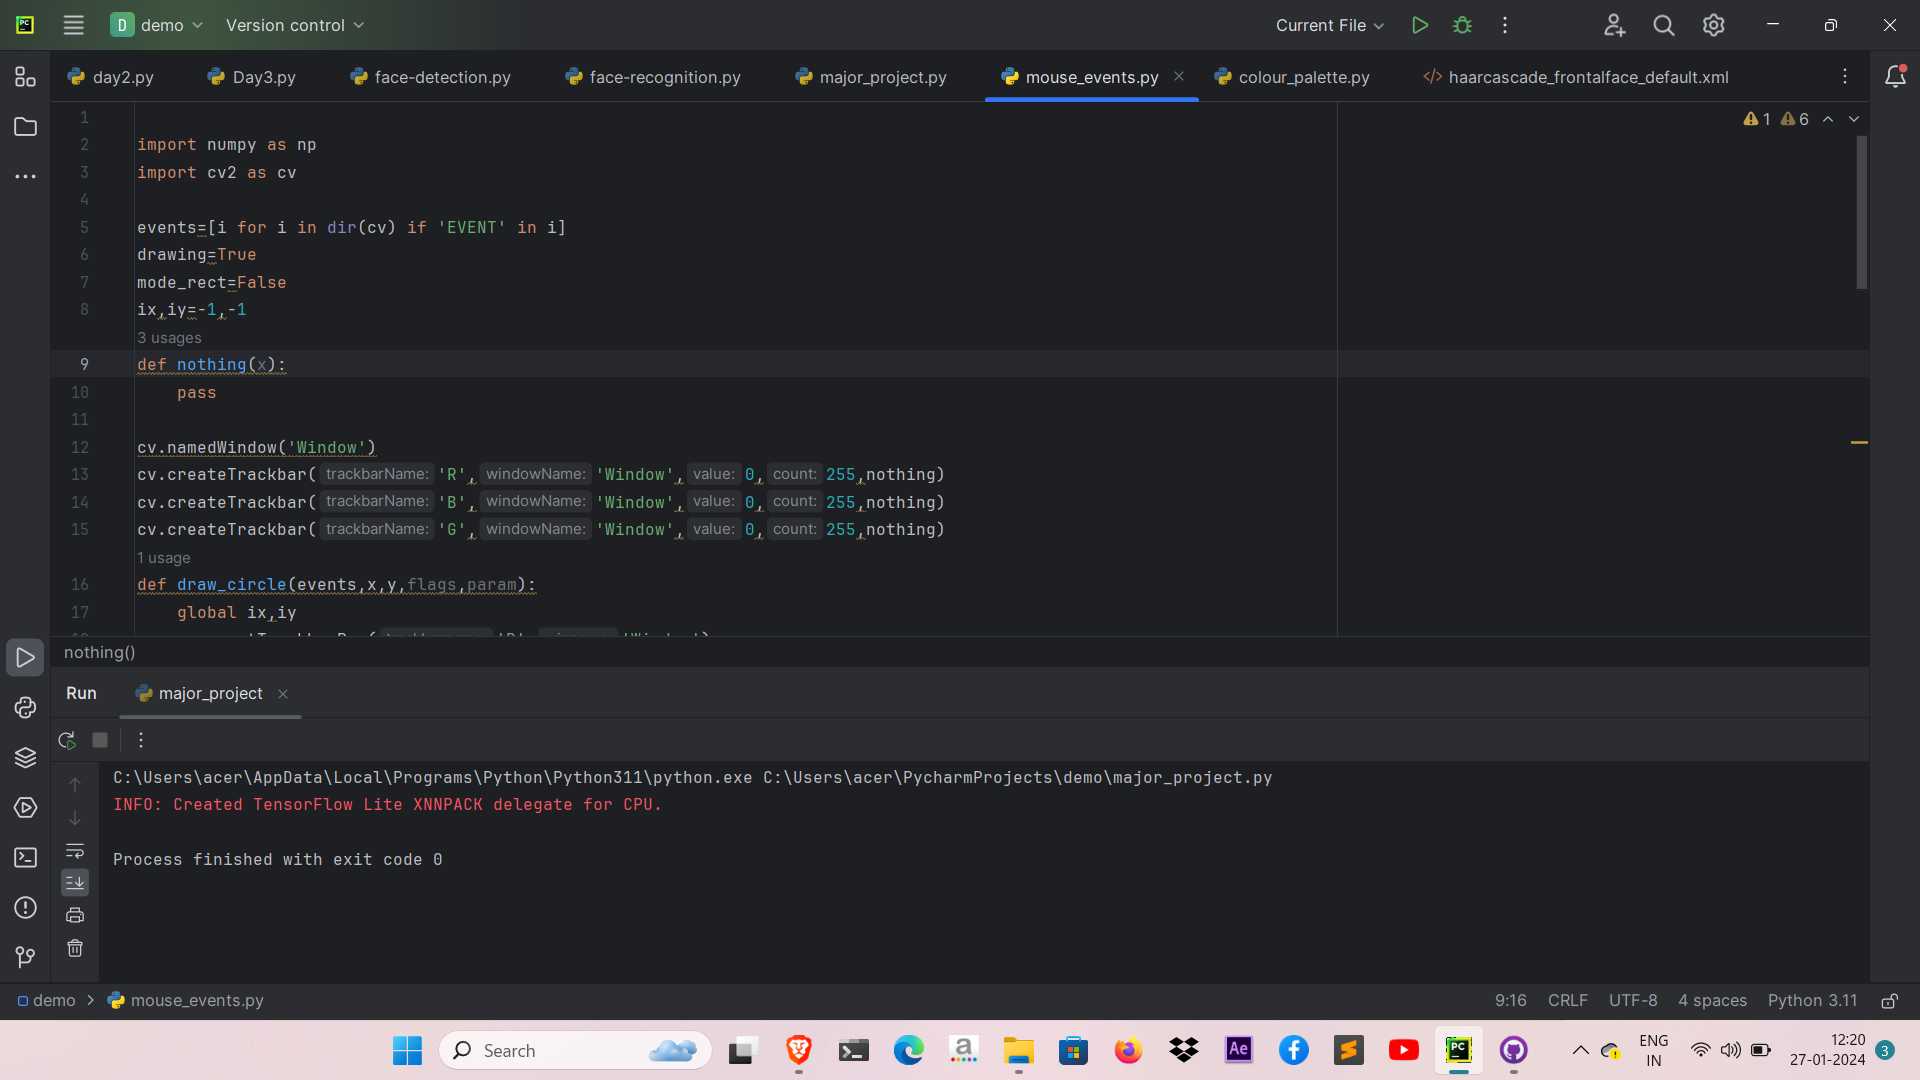 PC
D demo
Version control
Current File
day2.py
Day3.py
face-detection.py
face-recognition.py
major_project.py
mouse_events.py
colour_palette.py
</> haarcascade_frontalface_default.xml
1 6
1
2 import numpy as np
3 import cv2 as cv
4
5 events=[i for i in dir(cv) if 'EVENT' in i]
6 drawing=True
7 mode_rect=False
8 ix,iy=-1,-1
3 usages
9 def nothing(x):
10 pass
11
12 cv.namedWindow('Window')
13 cv.createTrackbar( trackbarName: 'R', windowName: 'Window', value: 0, count: 255,nothing)
14 cv.createTrackbar( trackbarName: 'B', windowName: 'Window', value: 0, count: 255,nothing)
15 cv.createTrackbar( trackbarName: 'G', windowName: 'Window', value: 0, count: 255,nothing)
1 usage
16 def draw_circle(events,x,y,flags,param):
17 global ix,iy
nothing()
Run
major_project
C:\Users\acer\AppData\Local\Programs\Python\Python311\python.exe C:\Users\acer\PycharmProjects\demo\major_project.py
INFO: Created TensorFlow Lite XNNPACK delegate for CPU.
Process finished with exit code 0
demo > mouse_events.py
9:16
CRLF
UTF-8
4 spaces
Python 3.11
Search
a
Ae
PC
ENG
IN
12:20
27-01-2024
3